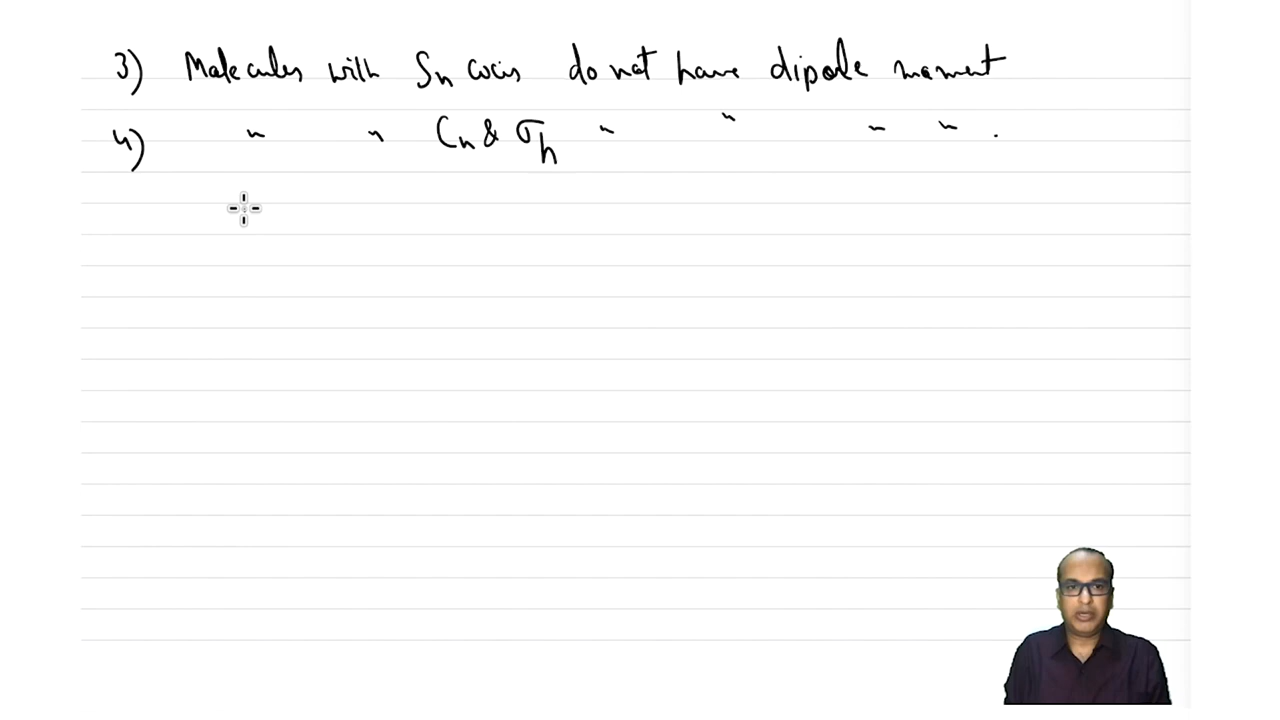 3) Molecules with Sn axis do not have dipole moment
4) " " Cn & σh " " " " .